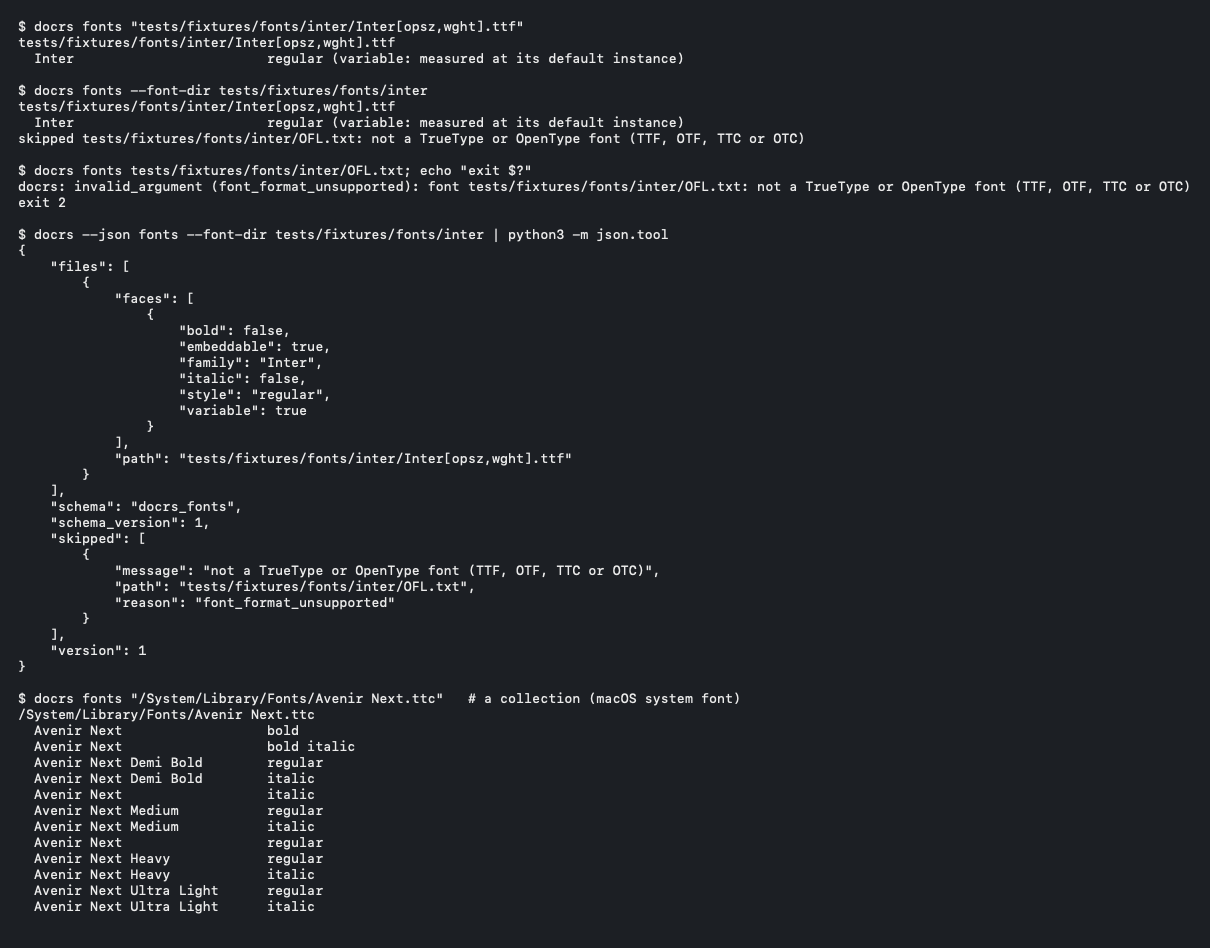 $ docrs fonts "tests/fixtures/fonts/inter/Inter[opsz,wght].ttf"
tests/fixtures/fonts/inter/Inter[opsz,wght].ttf
  Inter                        regular (variable: measured at its default instance)

$ docrs fonts --font-dir tests/fixtures/fonts/inter
tests/fixtures/fonts/inter/Inter[opsz,wght].ttf
  Inter                        regular (variable: measured at its default instance)
skipped tests/fixtures/fonts/inter/OFL.txt: not a TrueType or OpenType font (TTF, OTF, TTC or OTC)

$ docrs fonts tests/fixtures/fonts/inter/OFL.txt; echo "exit $?"
docrs: invalid_argument (font_format_unsupported): font tests/fixtures/fonts/inter/OFL.txt: not a TrueType or OpenType font (TTF, OTF, TTC or OTC)
exit 2

$ docrs --json fonts --font-dir tests/fixtures/fonts/inter | python3 -m json.tool
{
    "files": [
        {
            "faces": [
                {
                    "bold": false,
                    "embeddable": true,
                    "family": "Inter",
                    "italic": false,
                    "style": "regular",
                    "variable": true
                }
            ],
            "path": "tests/fixtures/fonts/inter/Inter[opsz,wght].ttf"
        }
    ],
    "schema": "docrs_fonts",
    "schema_version": 1,
    "skipped": [
        {
            "message": "not a TrueType or OpenType font (TTF, OTF, TTC or OTC)",
            "path": "tests/fixtures/fonts/inter/OFL.txt",
            "reason": "font_format_unsupported"
        }
    ],
    "version": 1
}

$ docrs fonts "/System/Library/Fonts/Avenir Next.ttc"   # a collection (macOS system font)
/System/Library/Fonts/Avenir Next.ttc
  Avenir Next                  bold
  Avenir Next                  bold italic
  Avenir Next Demi Bold        regular
  Avenir Next Demi Bold        italic
  Avenir Next                  italic
  Avenir Next Medium           regular
  Avenir Next Medium           italic
  Avenir Next                  regular
  Avenir Next Heavy            regular
  Avenir Next Heavy            italic
  Avenir Next Ultra Light      regular
  Avenir Next Ultra Light      italic